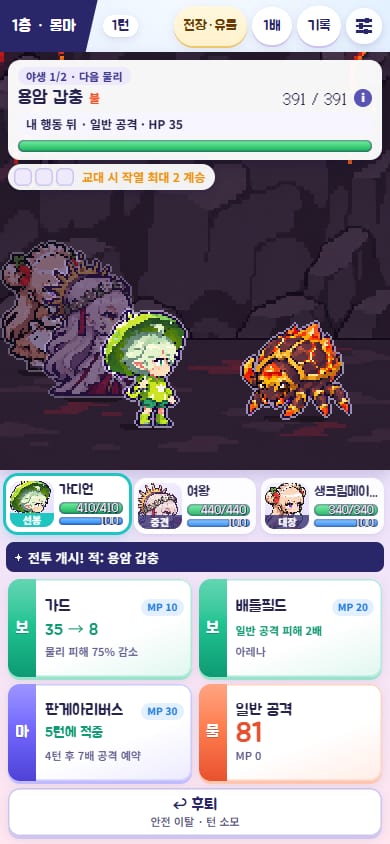 1층 · 몽마
1턴
전장·유물
1배
기록
야생 1/2 · 다음 물리
용암 갑충 불
391 / 391
i
내 행동 뒤 · 일반 공격 · HP 35
교대 시 작열 최대 2 계승
가디언
410/410
선봉
여왕
440/440
중견
생크림메이...
340/340
대장
+ 전투 개시! 적: 용암 갑충
보
가드
MP 10
35 → 8
물리 피해 75% 감소
보
배틀필드
MP 20
일반 공격 피해 2배
아레나
마
판게아리버스
MP 30
5턴에 적중
4턴 후 7배 공격 예약
물
일반 공격
81
MP 0
↩ 후퇴
안전 이탈 · 턴 소모